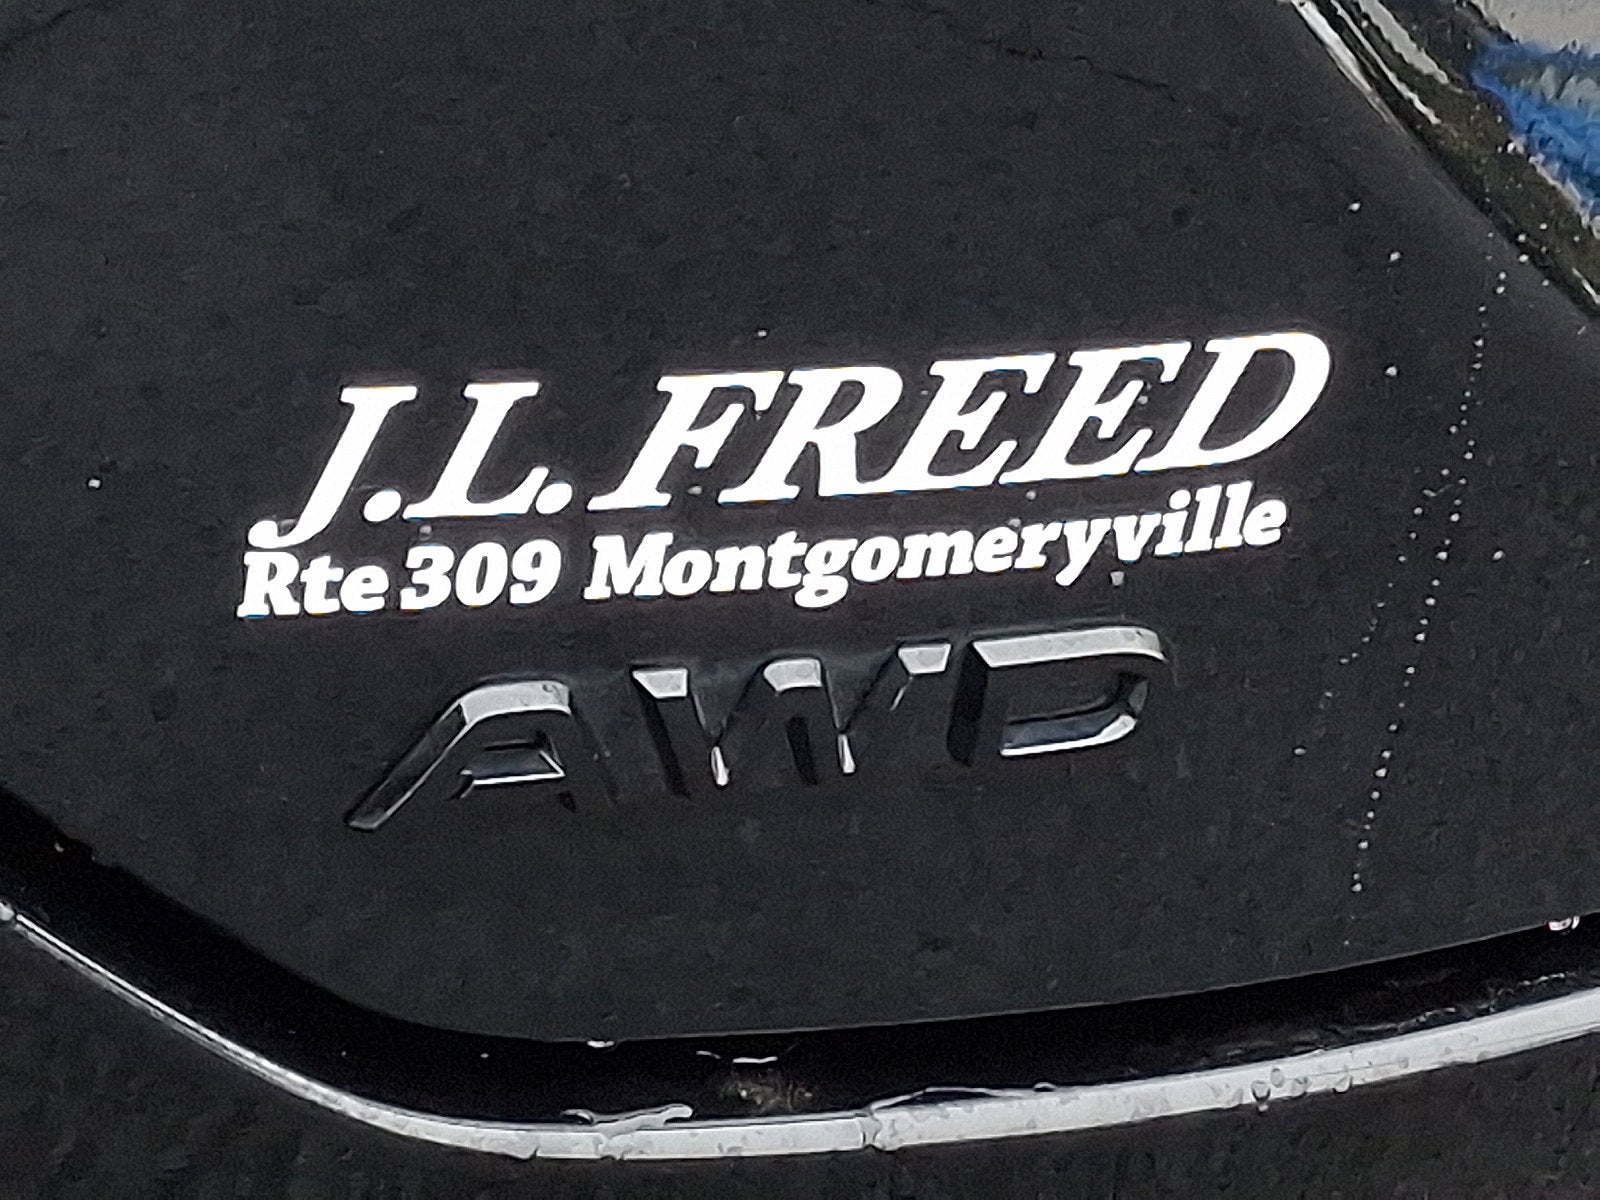 J.L. FREED
Rte 309 Montgomeryville
AWD